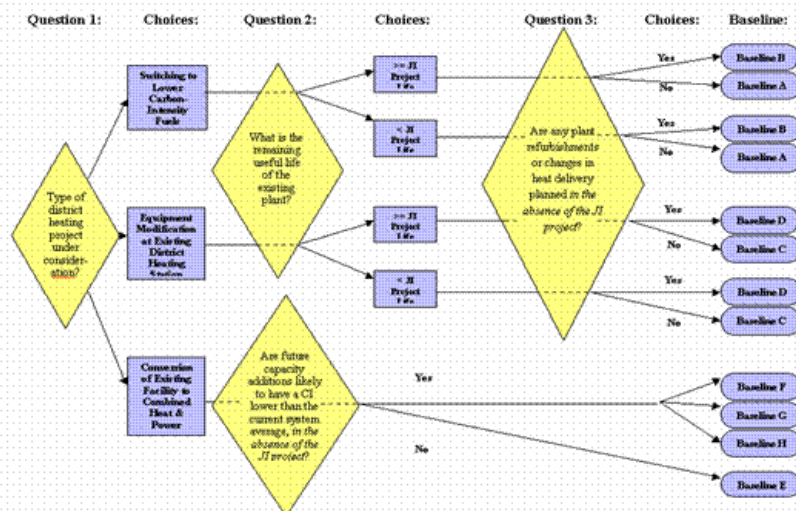 Question 1:
Choices:
Question 2:
Choices:
Question 3:
Choices:
Baseline:
Type of
district
heating
project
under
consider-
ation?
Switching to
Lower
Carbon-
Intensity
Fuels
Equipment
Modification
at Existing
District
Heating
Station
Conversion
of Existing
Facility to
Combined
Heat &
Power
What is the
remaining
useful life
of the
existing
plant?
Are future
capacity
additions likely
to have a CI
lower than the
current system
average, in the
absence of the
JI project?
>= JI
Project
Life
< JI
Project
Life
>= JI
Project
Life
< JI
Project
Life
Are any plant
refurbishments
or changes in
heat delivery
planned in the
absence of the JI
project?
Yes
No
Yes
No
Yes
No
Yes
No
Yes
No
Baseline B
Baseline A
Baseline B
Baseline A
Baseline D
Baseline C
Baseline D
Baseline C
Baseline F
Baseline G
Baseline H
Baseline E